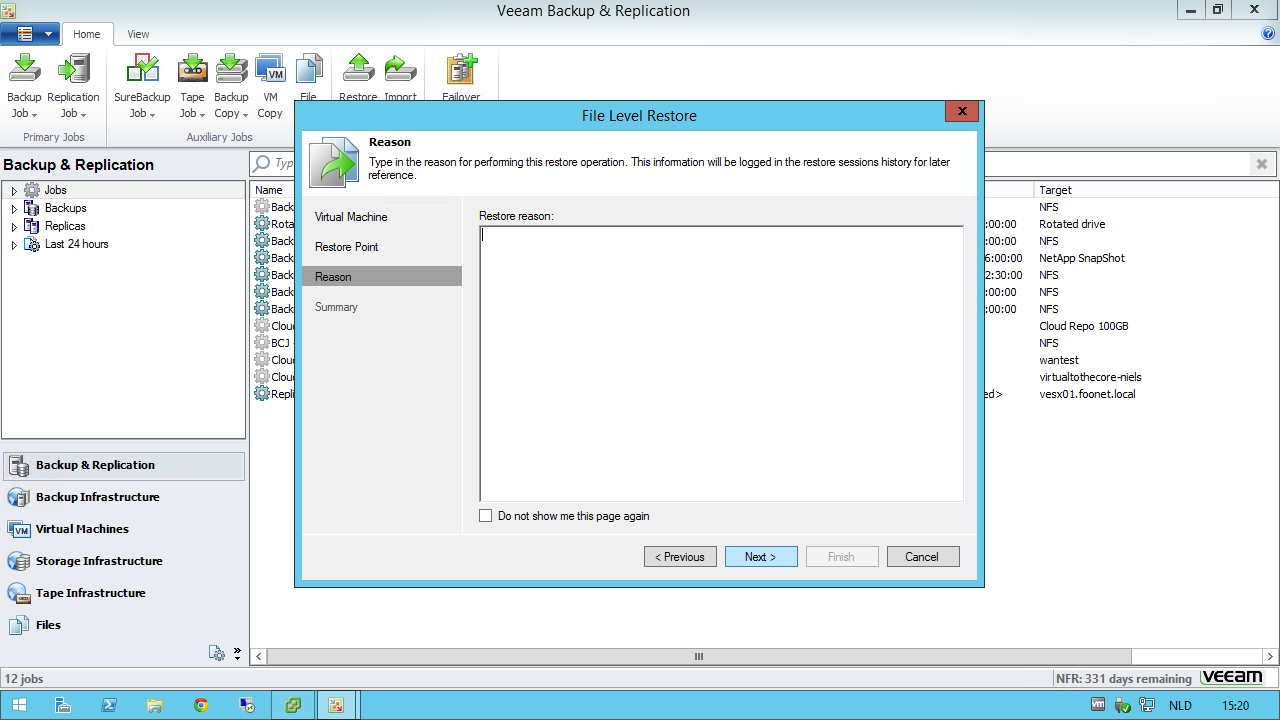 Veeam Backup & Replication
Home View
Backup Job Replication Job SureBackup Job Tape Job Backup Copy VM Copy File Restore Import Failover
Primary Jobs Auxiliary Jobs
Backup & Replication
Jobs
Backups
Replicas
Last 24 hours
Backup & Replication
Backup Infrastructure
Virtual Machines
Storage Infrastructure
Tape Infrastructure
Files
Name Target
Back NFS
Rota :00:00 Rotated drive
Back :00:00 NFS
Back 5:00:00 NetApp SnapShot
Back 2:30:00 NFS
Back :00:00 NFS
Back :00:00 NFS
Cloud Cloud Repo 100GB
BCJ NFS
Cloud wantest
Cloud virtualtothecore-niels
Repli ed> vesx01.foonet.local
File Level Restore
Reason
Type in the reason for performing this restore operation. This information will be logged in the restore sessions history for later
reference.
Virtual Machine
Restore Point
Reason
Summary
Restore reason:
Do not show me this page again
< Previous Next > Finish Cancel
12 jobs NFR: 331 days remaining veeam
NLD 15:20